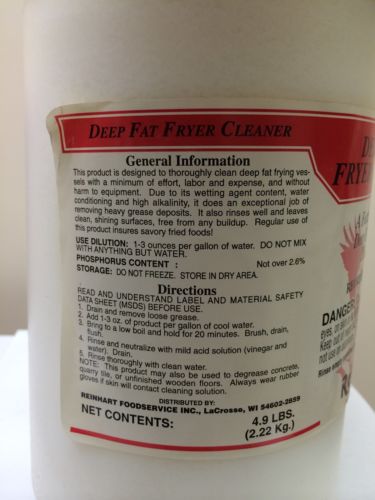 DEEP FAT FRYER CLEANER
General Information
This product is designed to thoroughly clean deep fat frying ves-
sels with a minimum of effort, labor and expense, and without
harm to equipment. Due to its wetting agent content, water
conditioning and high alkalinity, it does an exceptional job of
removing heavy grease deposits. It also rinses well and leaves
clean, shining surfaces, free from any buildup. Regular use of
this product insures savory fried foods!
USE DILUTION: 1-3 ounces per gallon of water. DO NOT MIX
WITH ANYTHING BUT WATER.
PHOSPHORUS CONTENT : Not over 2.6%
STORAGE: DO NOT FREEZE. STORE IN DRY AREA.
Directions
READ AND UNDERSTAND LABEL AND MATERIAL SAFETY
DATA SHEET (MSDS) BEFORE USE.
1. Drain and remove loose grease.
2. Add 1-3 oz. of product per gallon of cool water.
3. Bring to a low boil and hold for 20 minutes. Brush, drain,
flush.
4. Rinse and neutralize with mild acid solution (vinegar and
water). Drain.
5. Rinse thoroughly with clean water.
NOTE: This product may also be used to degrease concrete,
quarry tile, or unfinished wooden floors. Always wear rubber
gloves if skin will contact cleaning solution.
DISTRIBUTED BY:
REINHART FOODSERVICE INC., LaCrosse, WI 54602-2859
NET CONTENTS: 4.9 LBS.
(2.22 Kg.)
DE
FRYE
DANGER
eyes, on skin
Keep out of
not use
Rinse
R